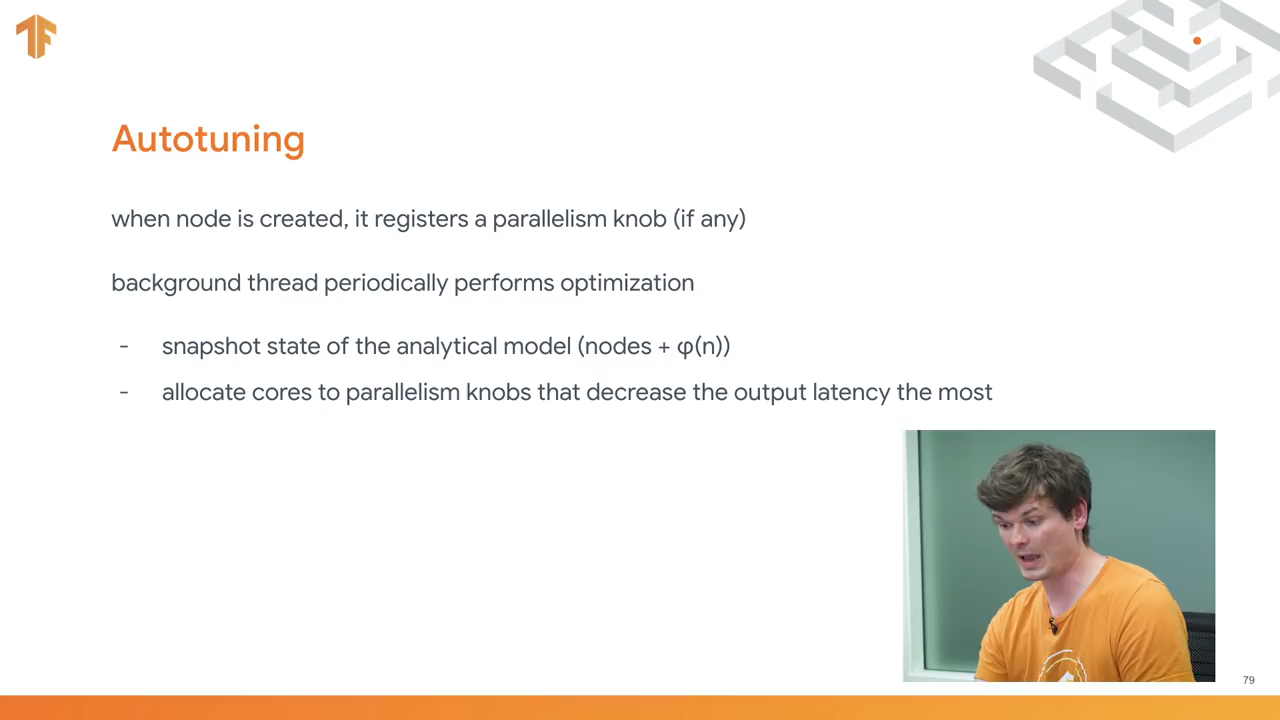 Autotuning
when node is created, it registers a parallelism knob (if any)
background thread periodically performs optimization
- snapshot state of the analytical model (nodes + φ(n))
- allocate cores to parallelism knobs that decrease the output latency the most
79